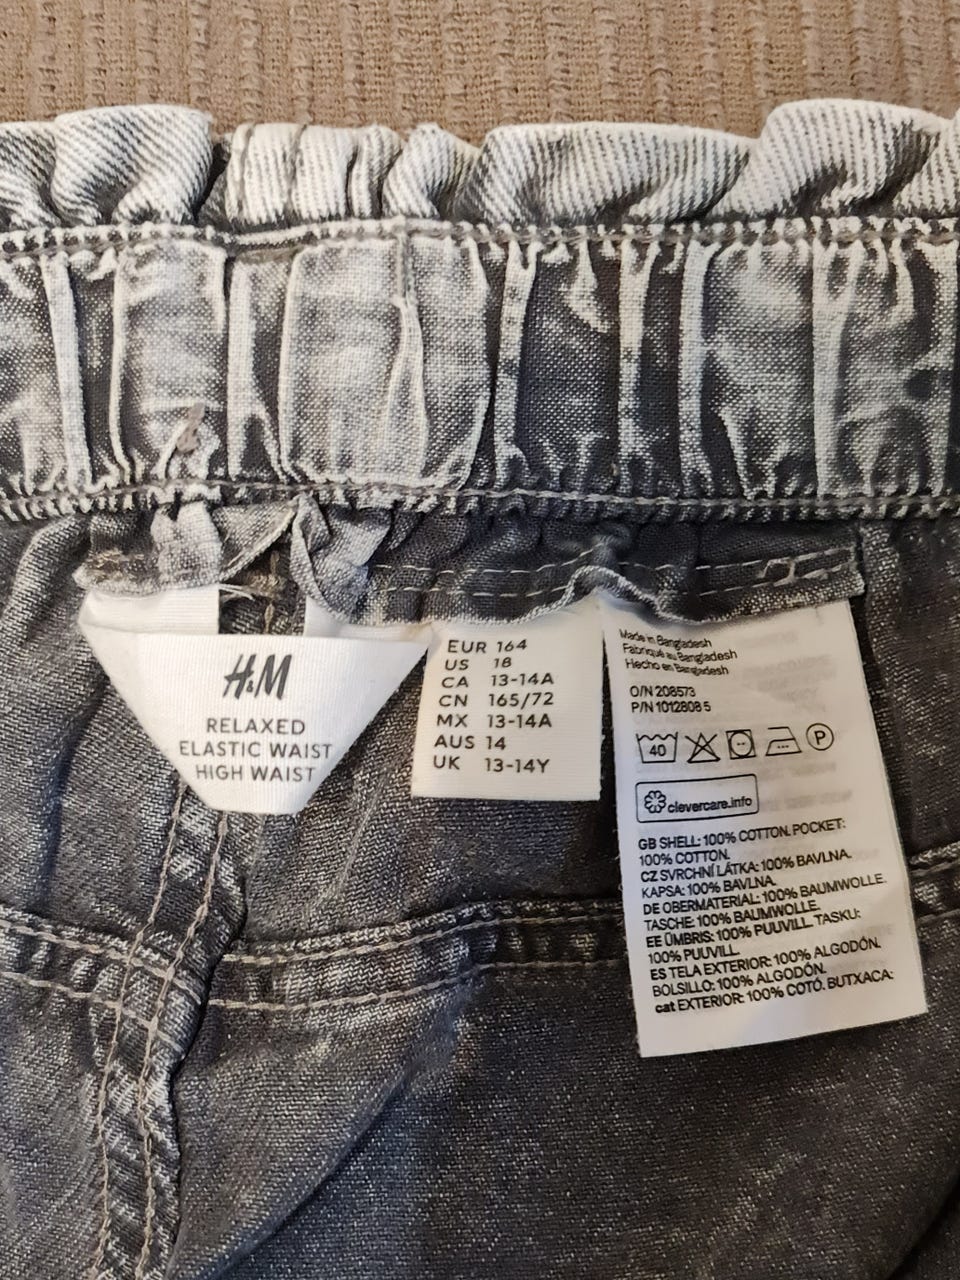 H&M
RELAXED
ELASTIC WAIST
HIGH WAIST
EUR 164
US 18
CA 13-14A
CN 165/72
MX 13-14A
AUS 14
UK 13-14Y
Made in Bangladesh
Fabriqué au Bangladesh
Hecho en Bangladesh
O/N 208573
P/N 1012808 5
40
P
clevercare.info
GB SHELL: 100% COTTON. POCKET:
100% COTTON.
CZ SVRCHNÍ LÁTKA: 100% BAVLNA.
KAPSA: 100% BAVLNA.
DE OBERMATERIAL: 100% BAUMWOLLE.
TASCHE: 100% BAUMWOLLE.
EE ÜMBRIS: 100% PUUVILL. TASKU:
100% PUUVILL.
ES TELA EXTERIOR: 100% ALGODÓN.
BOLSILLO: 100% ALGODÓN.
cat EXTERIOR: 100% COTÓ. BUTXACA: